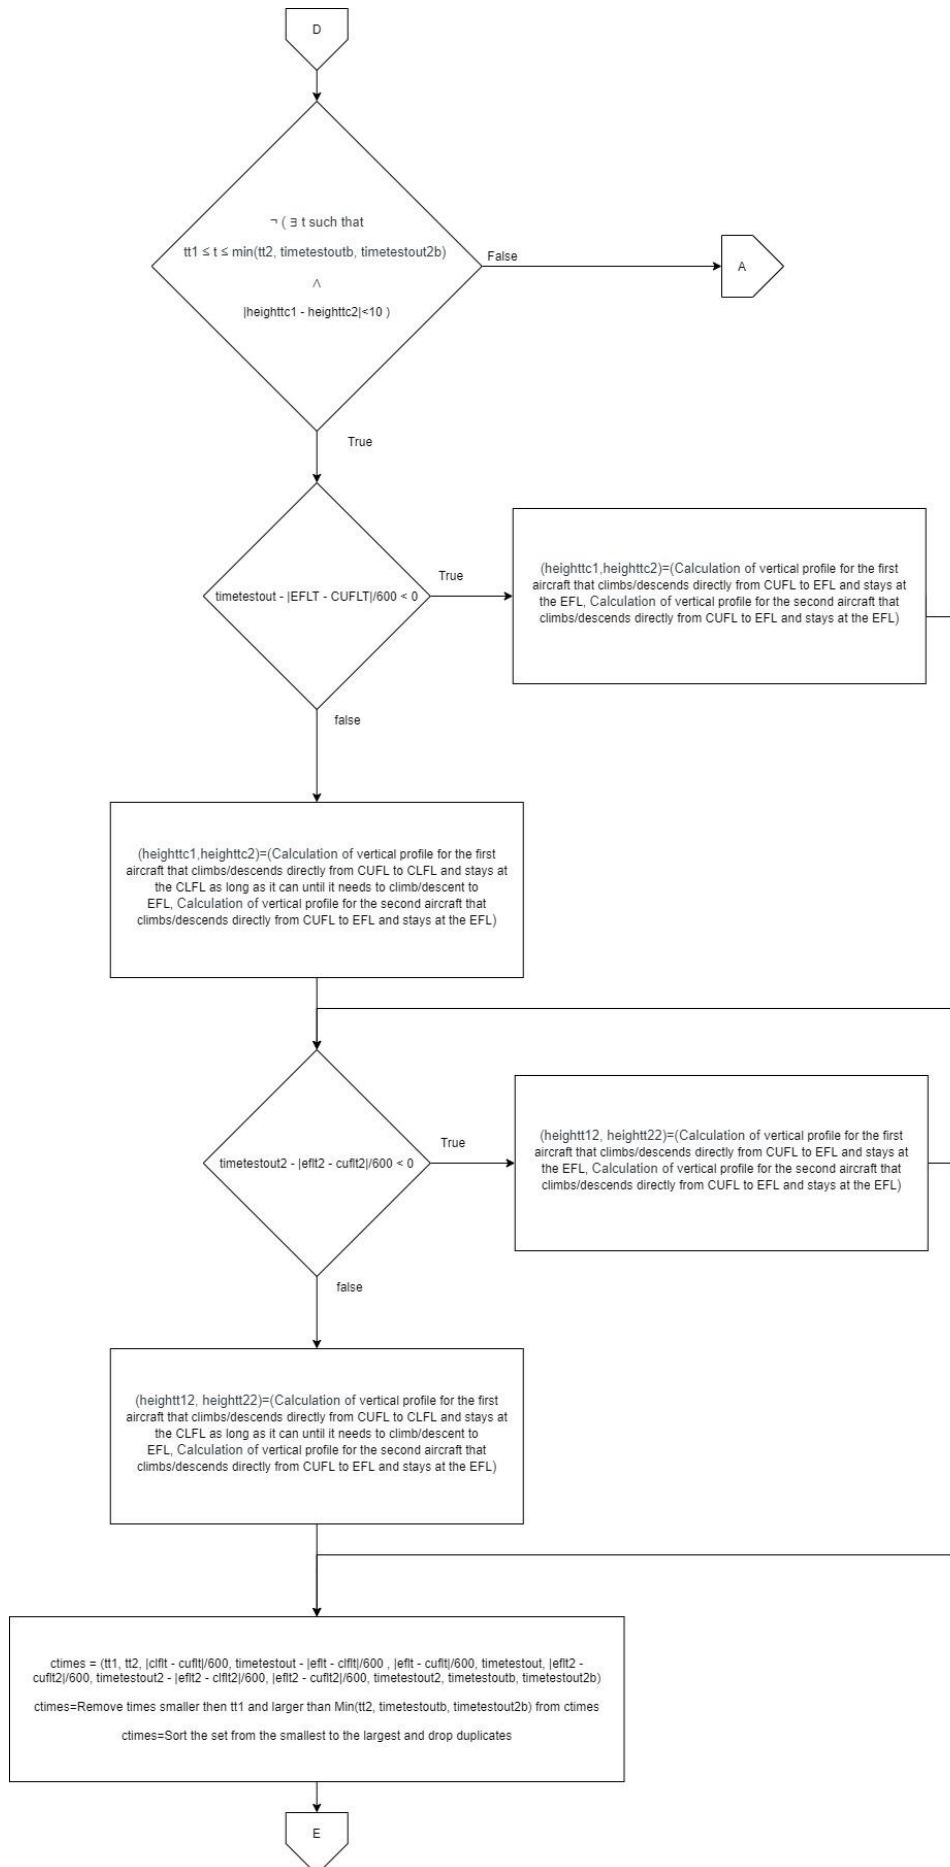 D
¬ ( ∃ t such that
tt1 ≤ t ≤ min(tt2, timetestoutb, timetestout2b)
∧
|heighttc1 - heighttc2|<10 )
False
A
True
timetestout - |EFLT - CUFLT|/600 < 0
True
(heighttc1,heighttc2)=(Calculation of vertical profile for the first
aircraft that climbs/descends directly from CUFL to EFL and stays at
the EFL, Calculation of vertical profile for the second aircraft that
climbs/descends directly from CUFL to EFL and stays at the EFL)
false
(heighttc1,heighttc2)=(Calculation of vertical profile for the first
aircraft that climbs/descends directly from CUFL to CLFL and stays at
the CLFL as long as it can until it needs to climb/descent to
EFL, Calculation of vertical profile for the second aircraft that
climbs/descends directly from CUFL to EFL and stays at the EFL)
timetestout2 - |eflt2 - cuflt2|/600 < 0
True
(heightt12, heightt22)=(Calculation of vertical profile for the first
aircraft that climbs/descends directly from CUFL to EFL and stays at
the EFL, Calculation of vertical profile for the second aircraft that
climbs/descends directly from CUFL to EFL and stays at the EFL)
false
(heightt12, heightt22)=(Calculation of vertical profile for the first
aircraft that climbs/descends directly from CUFL to CLFL and stays at
the CLFL as long as it can until it needs to climb/descent to
EFL, Calculation of vertical profile for the second aircraft that
climbs/descends directly from CUFL to EFL and stays at the EFL)
ctimes = (tt1, tt2, |clflt - cuflt|/600, timetestout - |eflt - clflt|/600 , |eflt - cuflt|/600, timetestout, |eflt2 -
cuflt2|/600, timetestout2 - |eflt2 - clflt2|/600, |eflt2 - cuflt2|/600, timetestout2, timetestoutb, timetestout2b)
ctimes=Remove times smaller then tt1 and larger than Min(tt2, timetestoutb, timetestout2b) from ctimes
ctimes=Sort the set from the smallest to the largest and drop duplicates
E